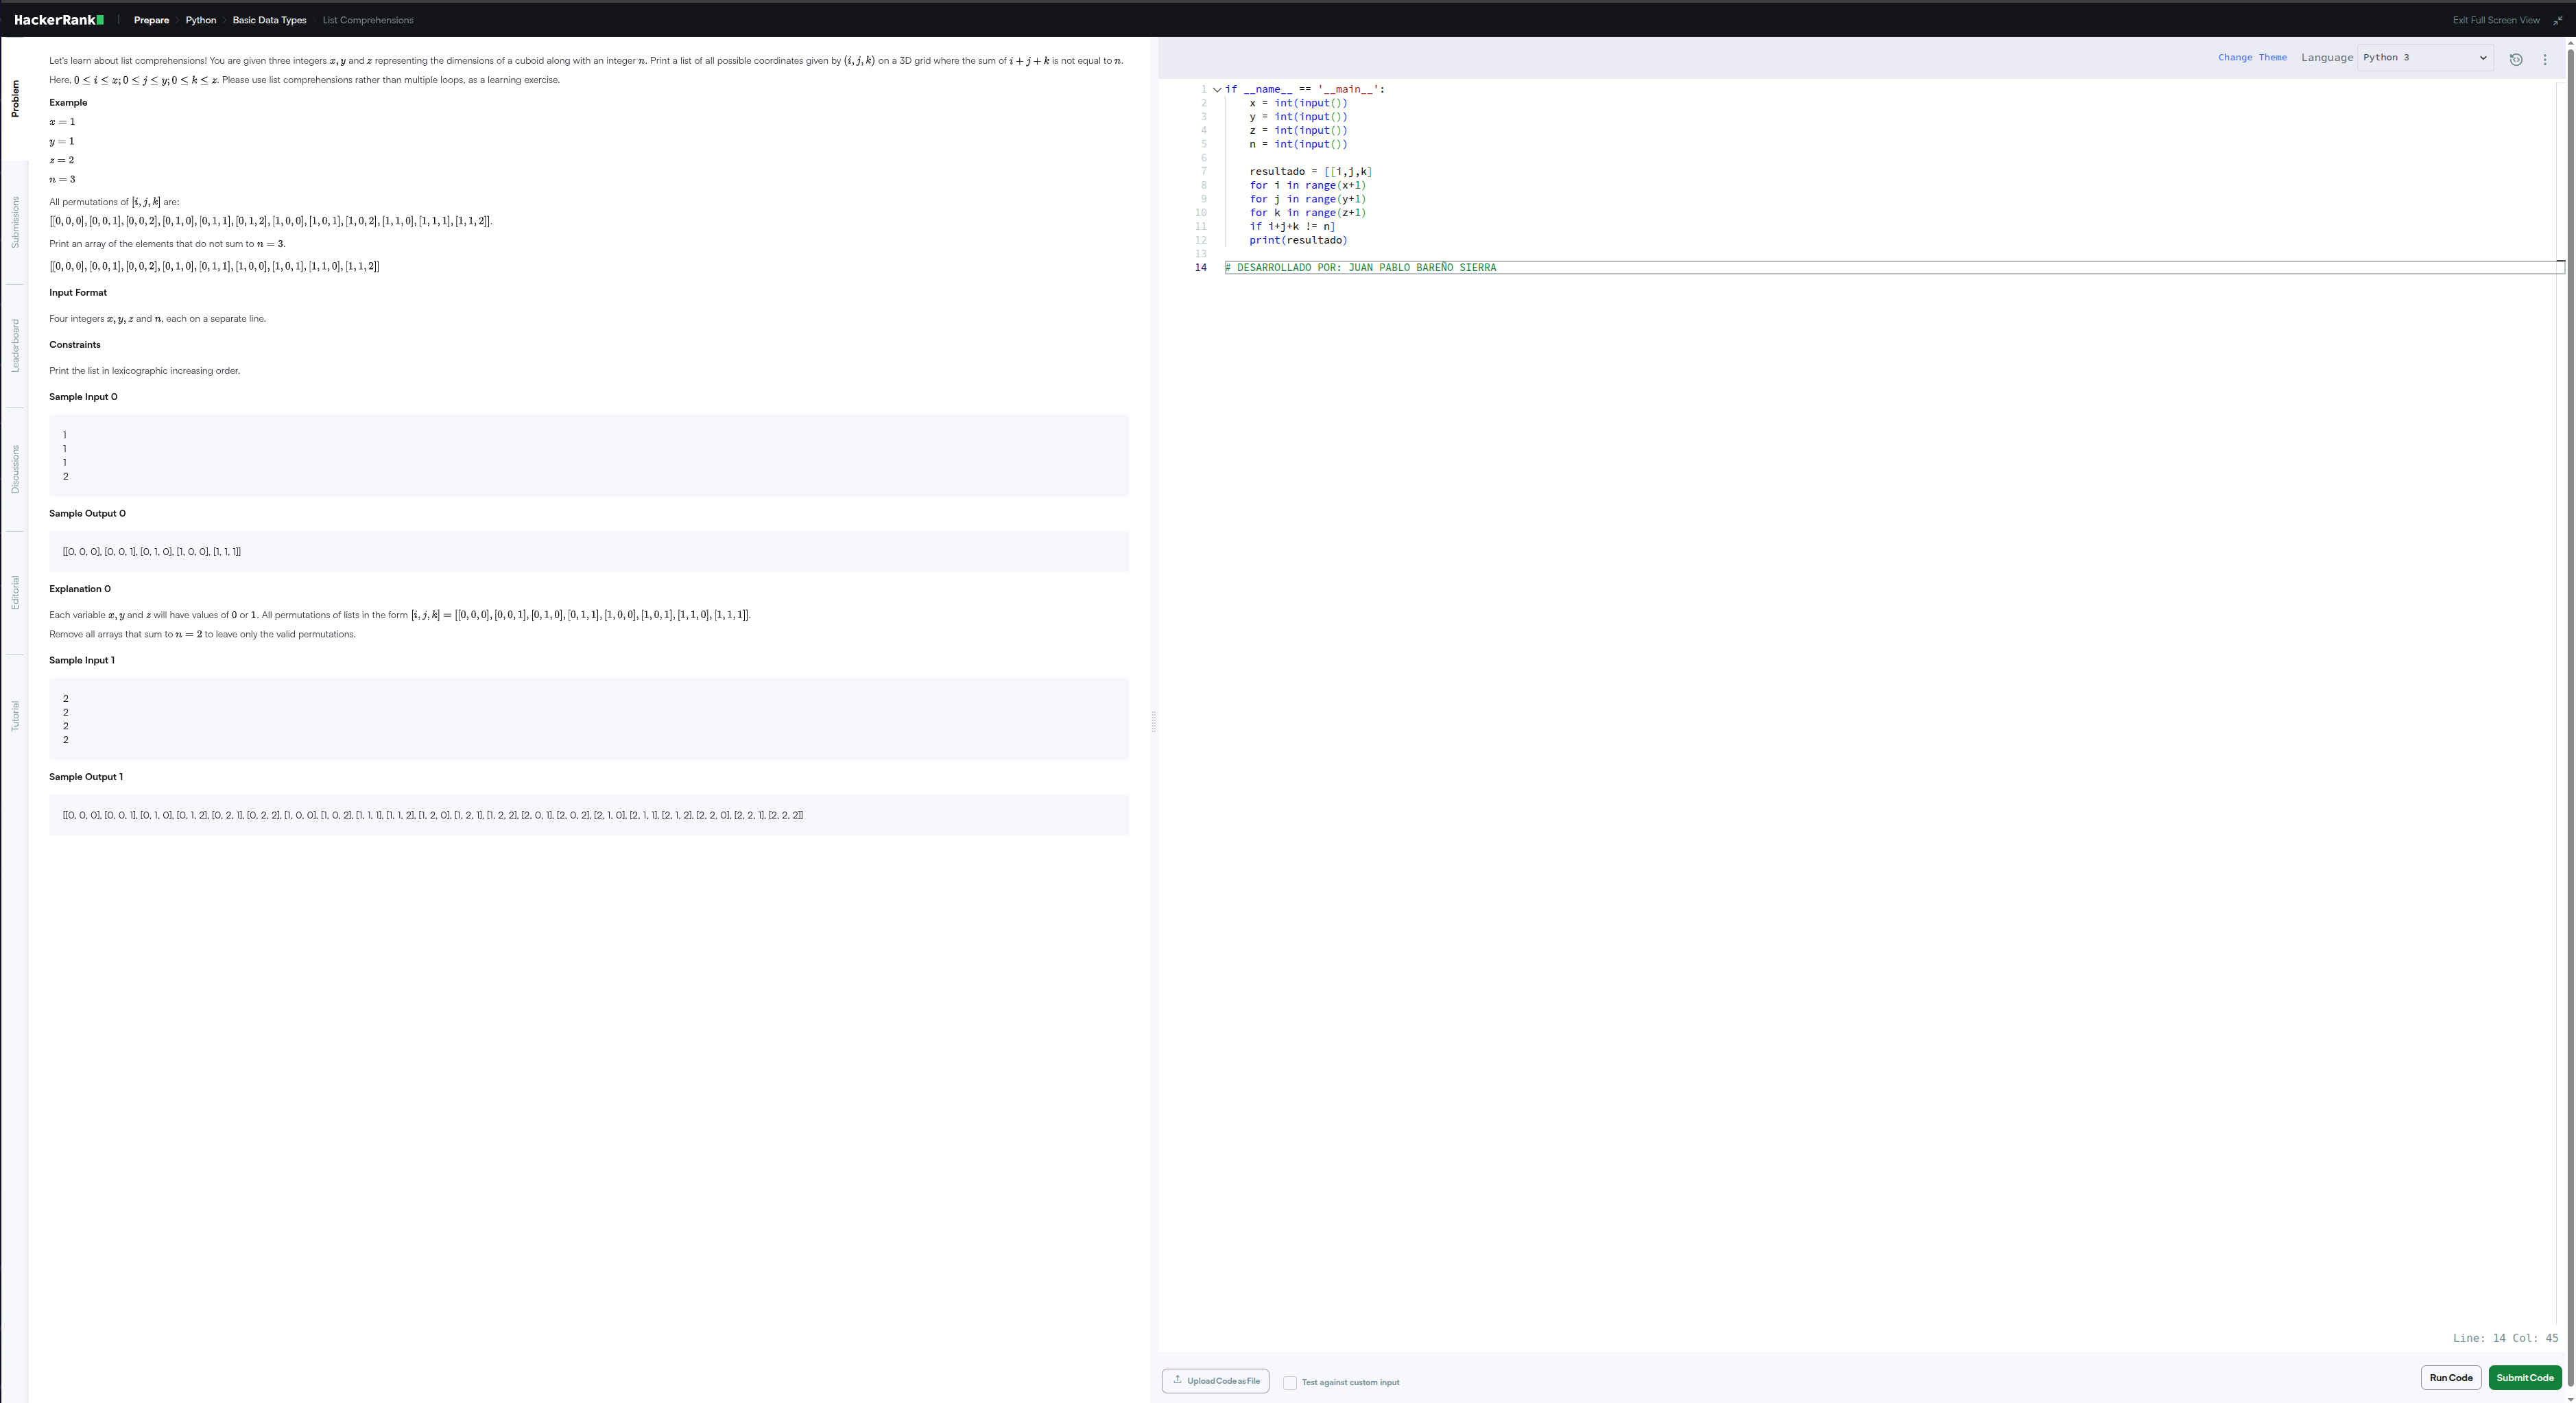 HackerRank | Prepare > Python > Basic Data Types > List Comprehensions
Exit Full Screen View
Problem
Submissions
Leaderboard
Discussions
Editorial
Tutorial
Let's learn about list comprehensions! You are given three integers x, y and z representing the dimensions of a cuboid along with an integer n. Print a list of all possible coordinates given by (i, j, k) on a 3D grid where the sum of i + j + k is not equal to n.
Here, 0 ≤ i ≤ x; 0 ≤ j ≤ y; 0 ≤ k ≤ z. Please use list comprehensions rather than multiple loops, as a learning exercise.
Example
x = 1
y = 1
z = 2
n = 3
All permutations of [i, j, k] are:
[[0, 0, 0], [0, 0, 1], [0, 0, 2], [0, 1, 0], [0, 1, 1], [0, 1, 2], [1, 0, 0], [1, 0, 1], [1, 0, 2], [1, 1, 0], [1, 1, 1], [1, 1, 2]].
Print an array of the elements that do not sum to n = 3.
[[0, 0, 0], [0, 0, 1], [0, 0, 2], [0, 1, 0], [0, 1, 1], [1, 0, 0], [1, 0, 1], [1, 1, 0], [1, 1, 2]]
Input Format
Four integers x, y, z and n, each on a separate line.
Constraints
Print the list in lexicographic increasing order.
Sample Input 0
1
1
1
2
Sample Output 0
[[0, 0, 0], [0, 0, 1], [0, 1, 0], [1, 0, 0], [1, 1, 1]]
Explanation 0
Each variable x, y and z will have values of 0 or 1. All permutations of lists in the form [i, j, k] = [[0, 0, 0], [0, 0, 1], [0, 1, 0], [0, 1, 1], [1, 0, 0], [1, 0, 1], [1, 1, 0], [1, 1, 1]].
Remove all arrays that sum to n = 2 to leave only the valid permutations.
Sample Input 1
2
2
2
2
Sample Output 1
[[0, 0, 0], [0, 0, 1], [0, 1, 0], [0, 1, 2], [0, 2, 1], [0, 2, 2], [1, 0, 0], [1, 0, 2], [1, 1, 1], [1, 1, 2], [1, 2, 0], [1, 2, 1], [1, 2, 2], [2, 0, 1], [2, 0, 2], [2, 1, 0], [2, 1, 1], [2, 1, 2], [2, 2, 0], [2, 2, 1], [2, 2, 2]]
Change Theme Language Python 3
1 if __name__ == '__main__':
2     x = int(input())
3     y = int(input())
4     z = int(input())
5     n = int(input())
6
7     resultado = [[i,j,k]
8     for i in range(x+1)
9     for j in range(y+1)
10     for k in range(z+1)
11     if i+j+k != n]
12     print(resultado)
13
14 # DESARROLLADO POR: JUAN PABLO BAREÑO SIERRA
Line: 14 Col: 45
Upload Code as File
Test against custom input
Run Code
Submit Code